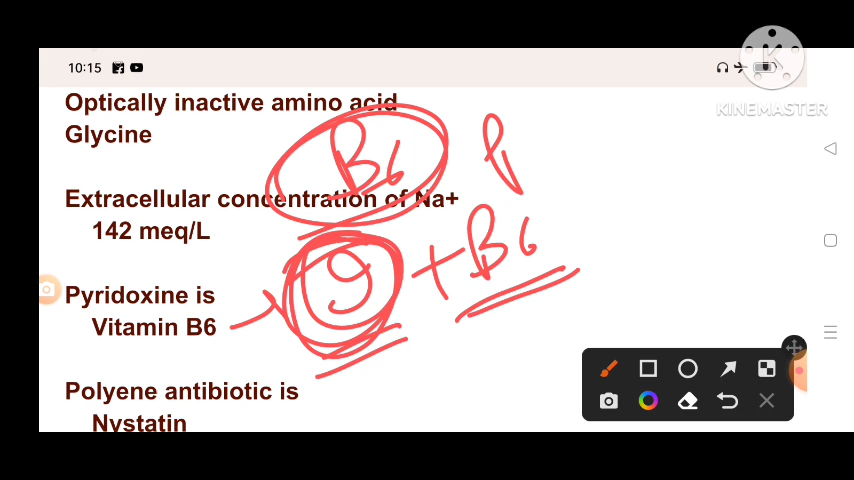 10:15
KINEMASTER
Optically inactive amino acid
Glycine
B6
Extracellular concentration of Na+
142 meq/L
9 + B6
Pyridoxine is
Vitamin B6
Polyene antibiotic is
Nystatin